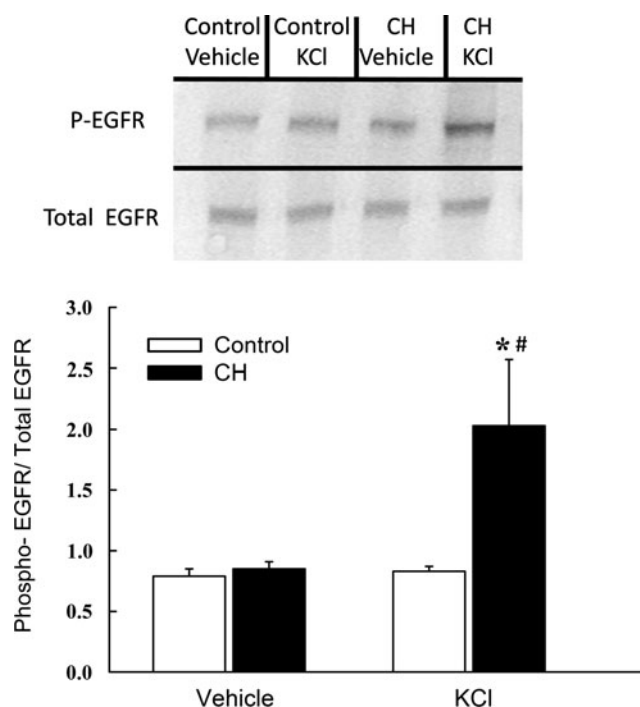 Control Control CH CH
Vehicle KCl Vehicle KCl
P-EGFR
Total EGFR
3.0
2.5
2.0
1.5
1.0
0.5
0.0
Phospho- EGFR/ Total EGFR
Control
CH
*#
Vehicle KCl